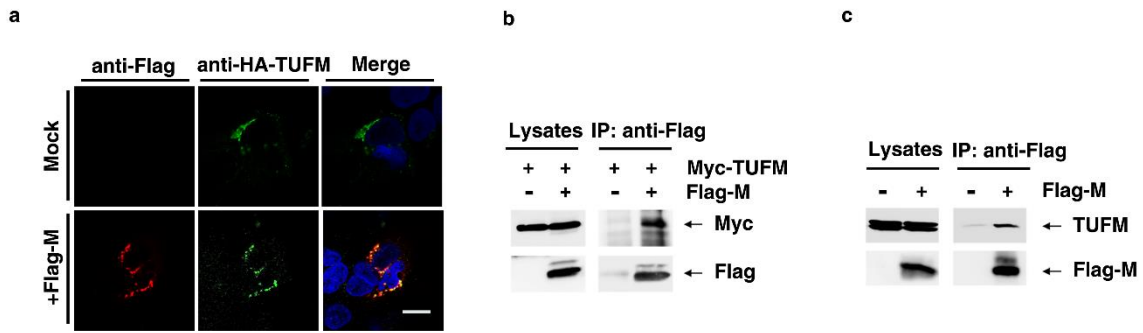 a
anti-Flag anti-HA-TUFM Merge
Mock
+Flag-M
b
Lysates IP: anti-Flag
+ + + + Myc-TUFM
- + - + Flag-M
← Myc
← Flag
c
Lysates IP: anti-Flag
- + - + Flag-M
← TUFM
← Flag-M